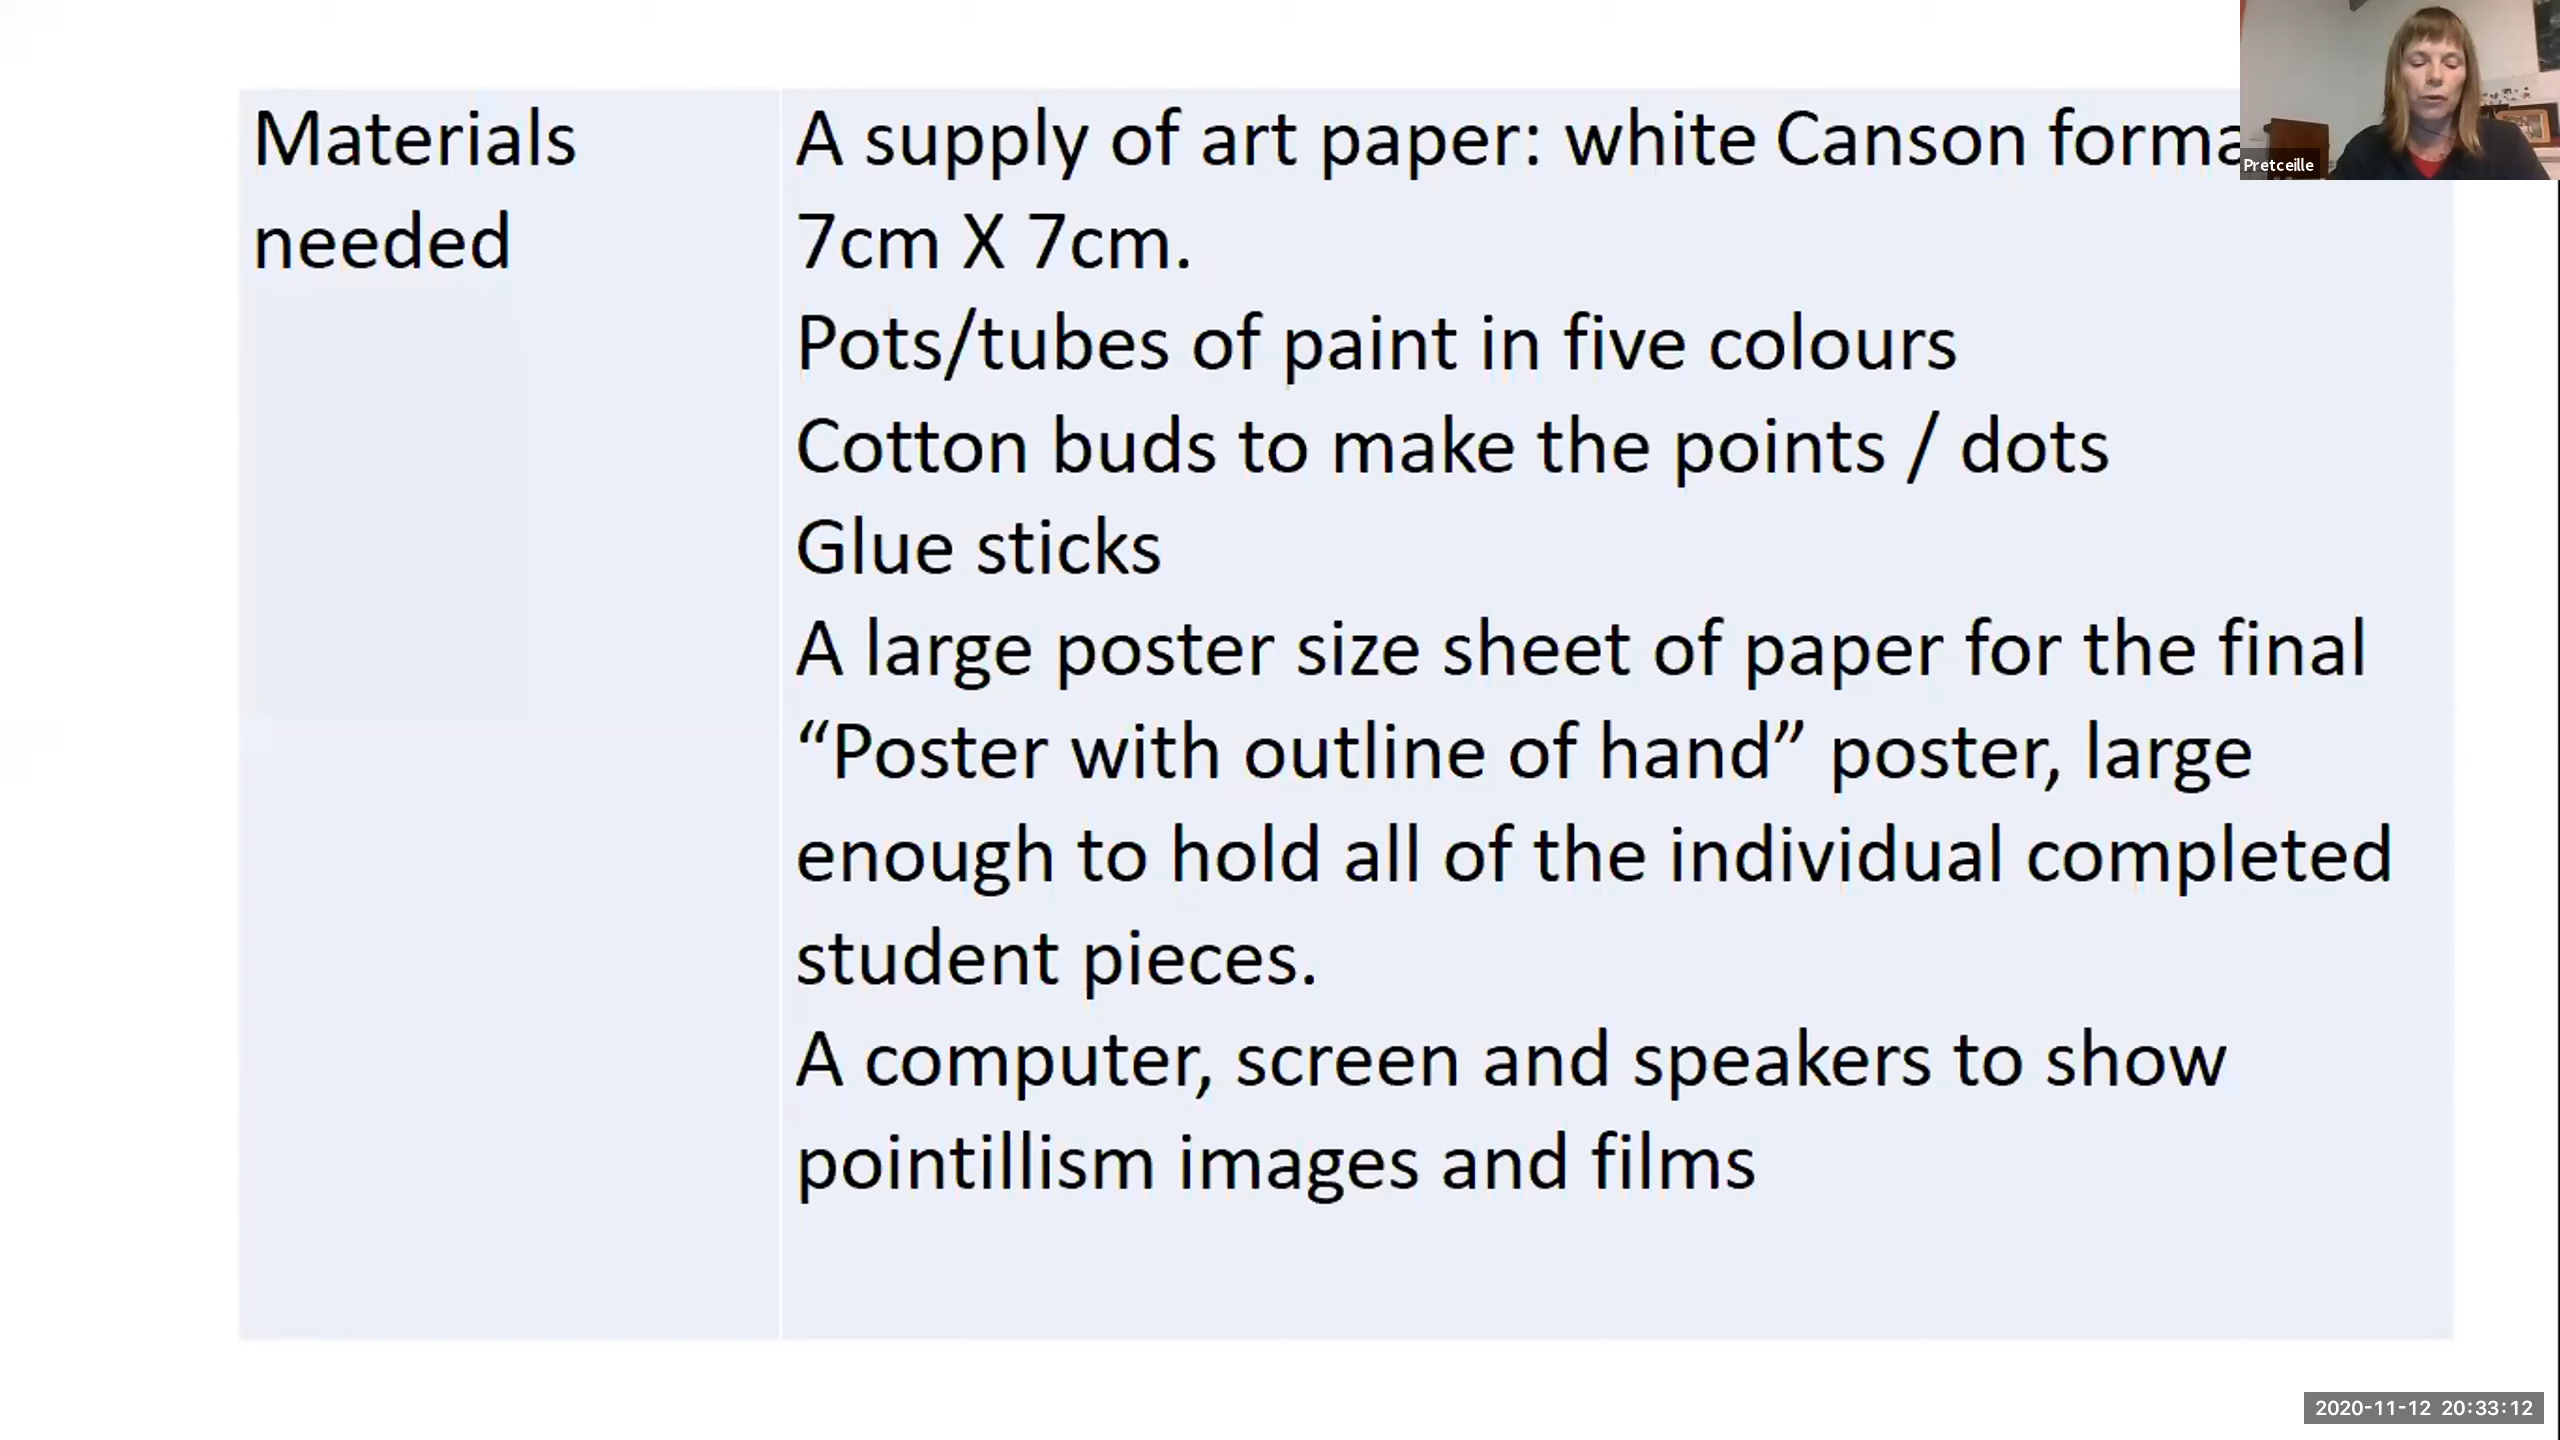 Materials
needed
A supply of art paper: white Canson forma
7cm X 7cm.
Pots/tubes of paint in five colours
Cotton buds to make the points / dots
Glue sticks
A large poster size sheet of paper for the final
“Poster with outline of hand” poster, large
enough to hold all of the individual completed
student pieces.
A computer, screen and speakers to show
pointillism images and films
Pretceille
2020-11-12 20:33:12